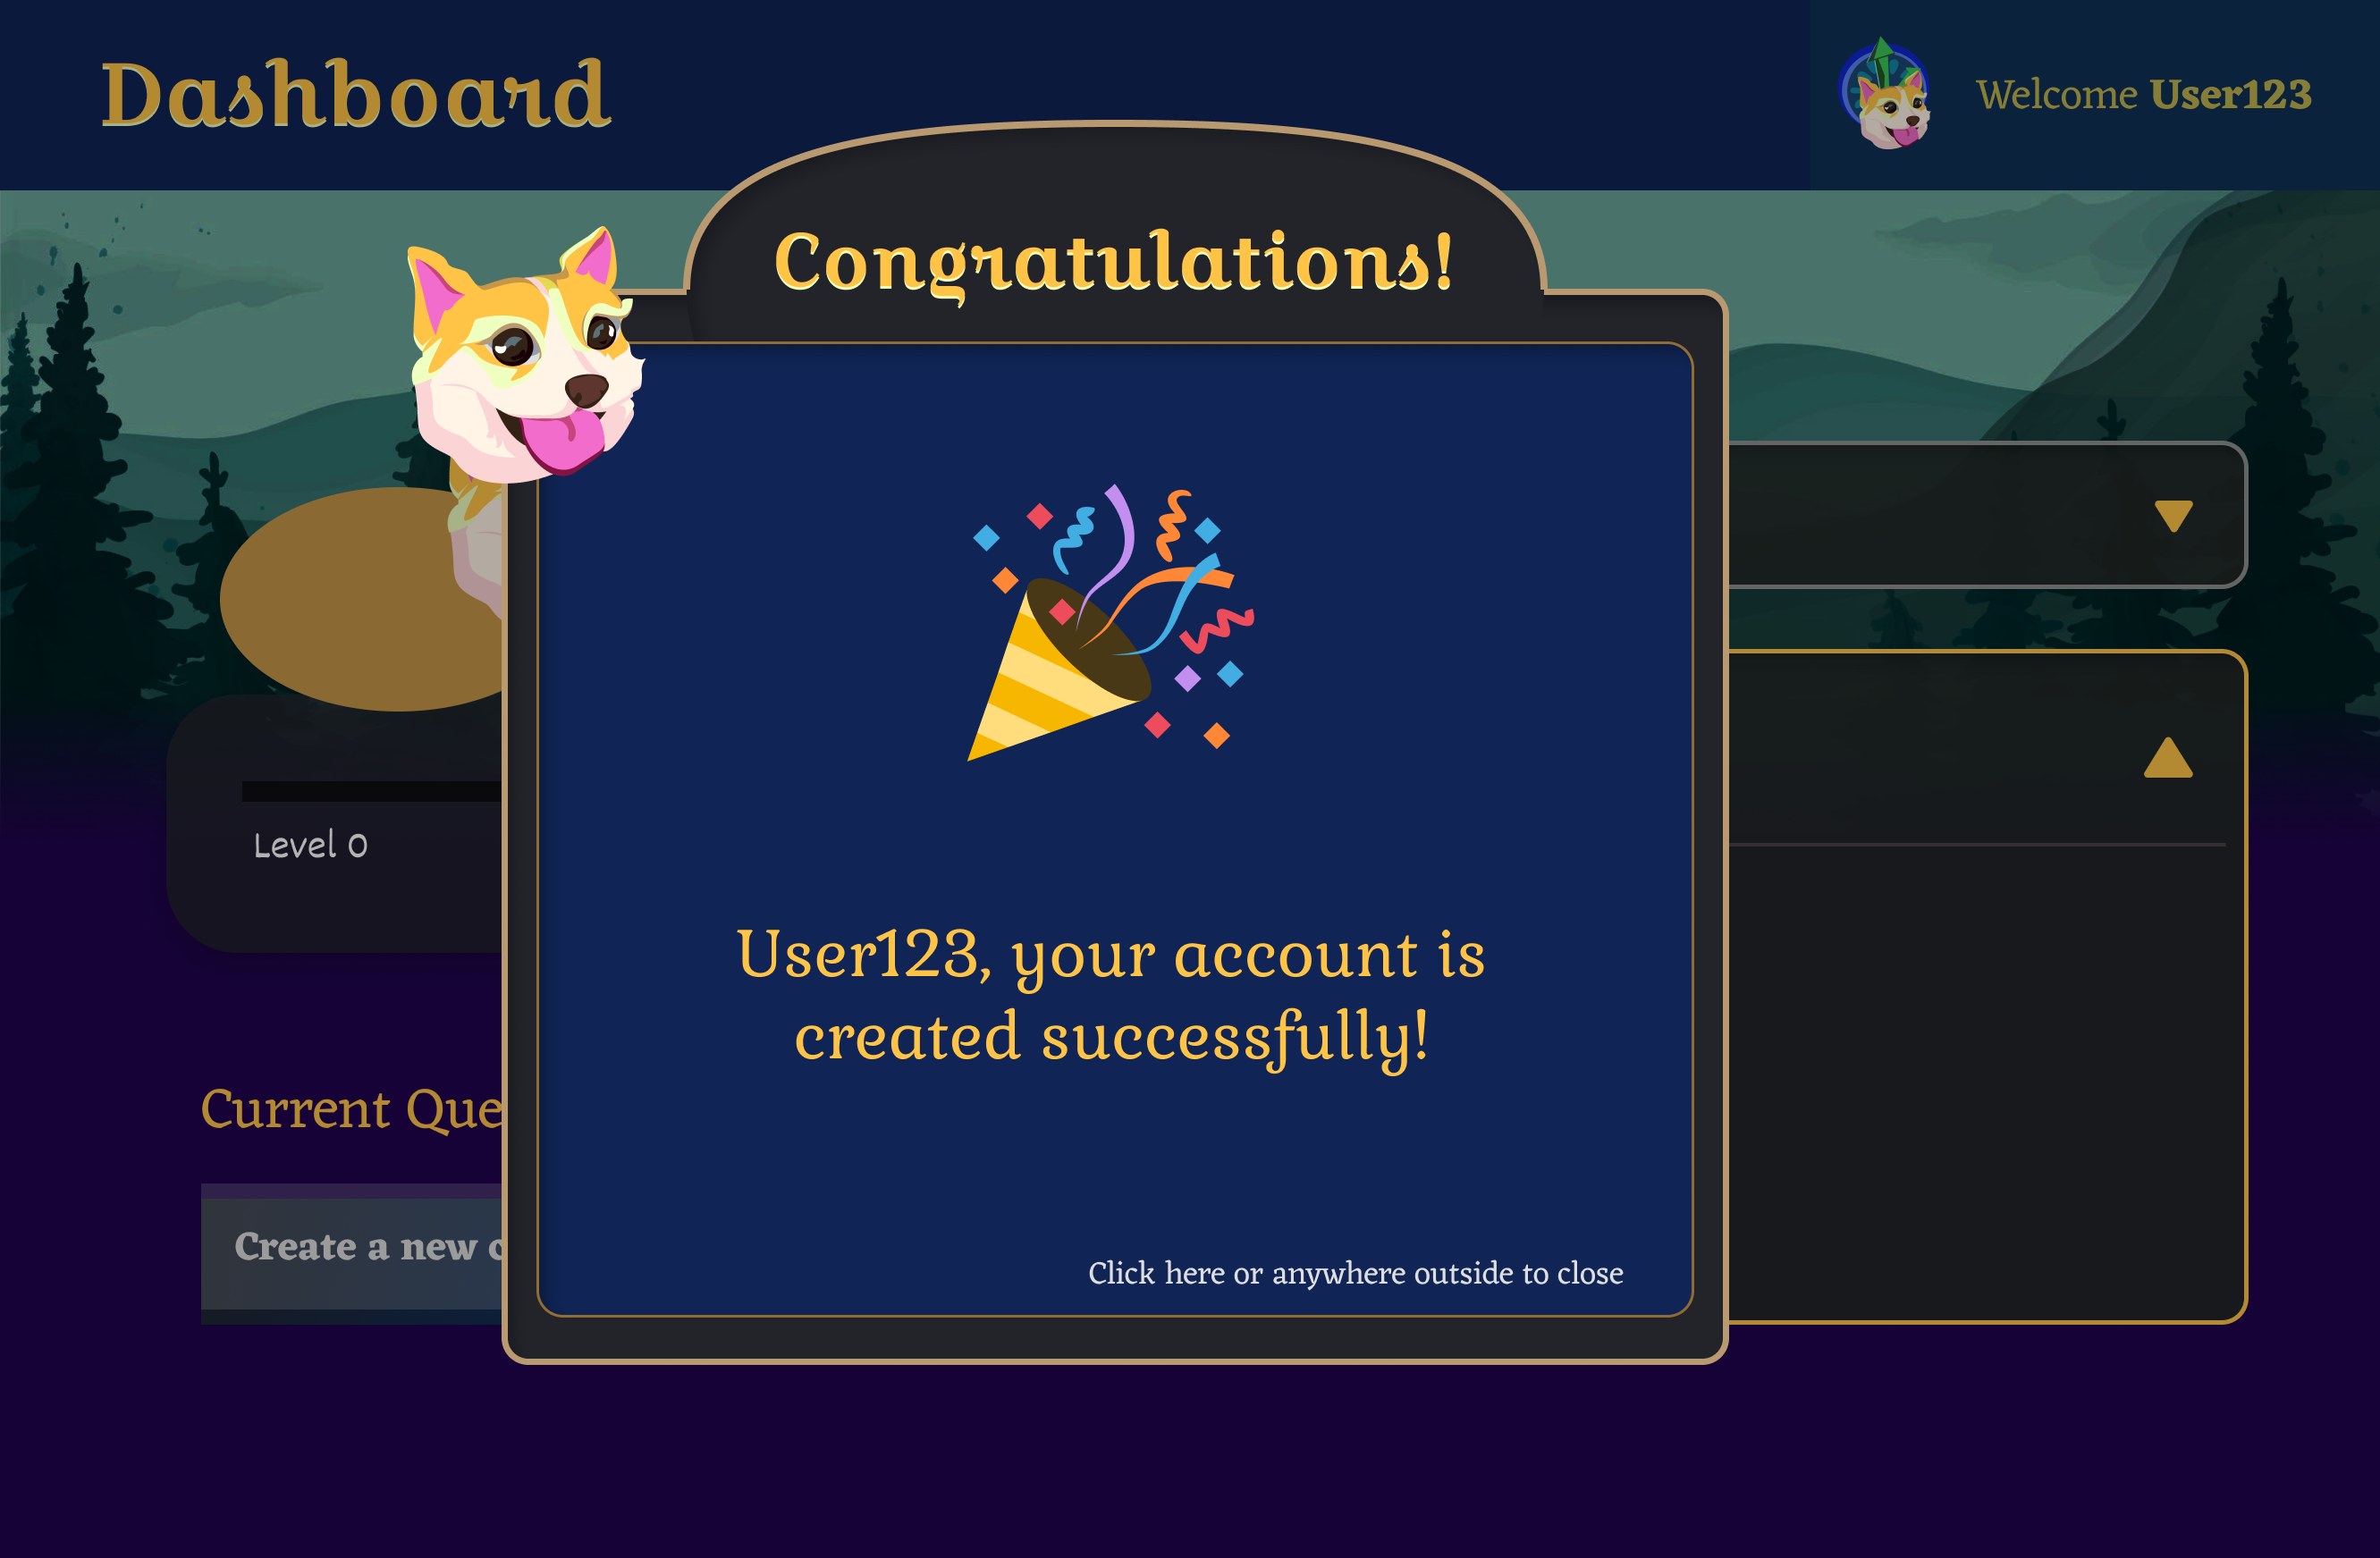 Dashboard
Welcome User123
Congratulations!
Level 0
User123, your account is
created successfully!
Current
Create a new
Click here or anywhere outside to close